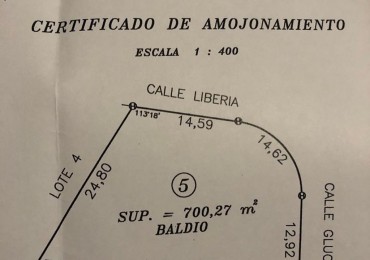 CERTIFICADO DE AMOJONAMIENTO
ESCALA 1 : 400
CALLE LIBERIA
113°18'
14,59
14,62
LOTE 4
24,80
5
SUP. = 700,27 m²
BALDIO
CALLE GLUC
12,92